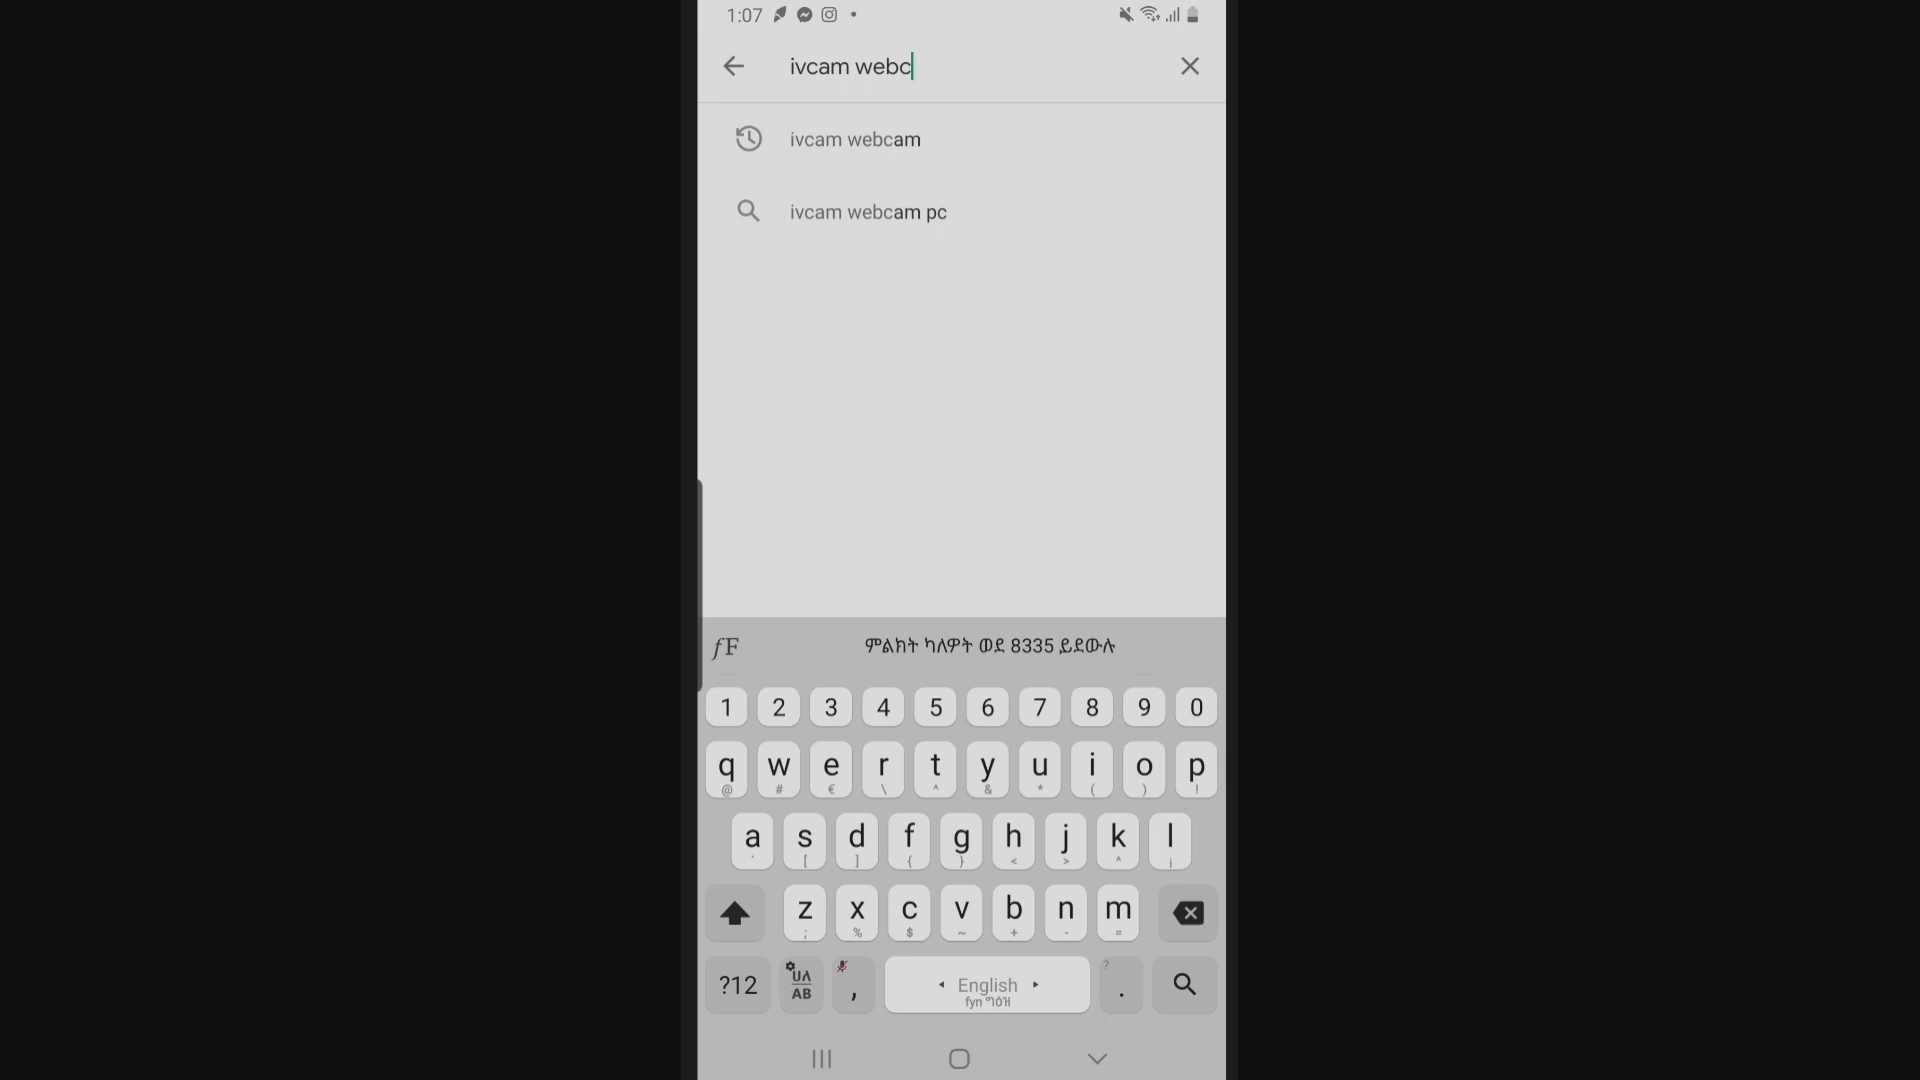 1:07
ivcam webc
ivcam webcam
ivcam webcam pc
fF ምልክት ካለዎት ወደ 8335 ይደውሉ
1 2 3 4 5 6 7 8 9 0
q w e r t y u i o p
@ # € \ ^ & * ( ) !
a s d f g h j k l
` [ ] { } < > ^ ¡
z x c v b n m
; % $ ~ + - =
?12 ሀለ AB , English ? .
fyn ግዕዝ